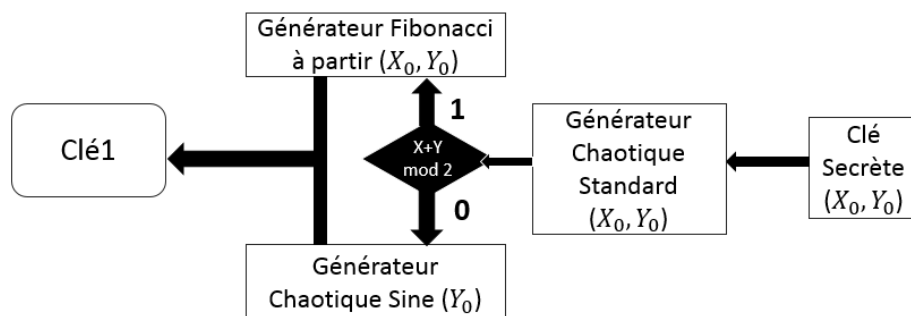 Générateur Fibonacci
à partir (X₀, Y₀)
1
Clé1
X+Y
mod 2
Générateur
Chaotique
Standard
(X₀, Y₀)
Clé
Secrète
(X₀, Y₀)
0
Générateur
Chaotique Sine (Y₀)